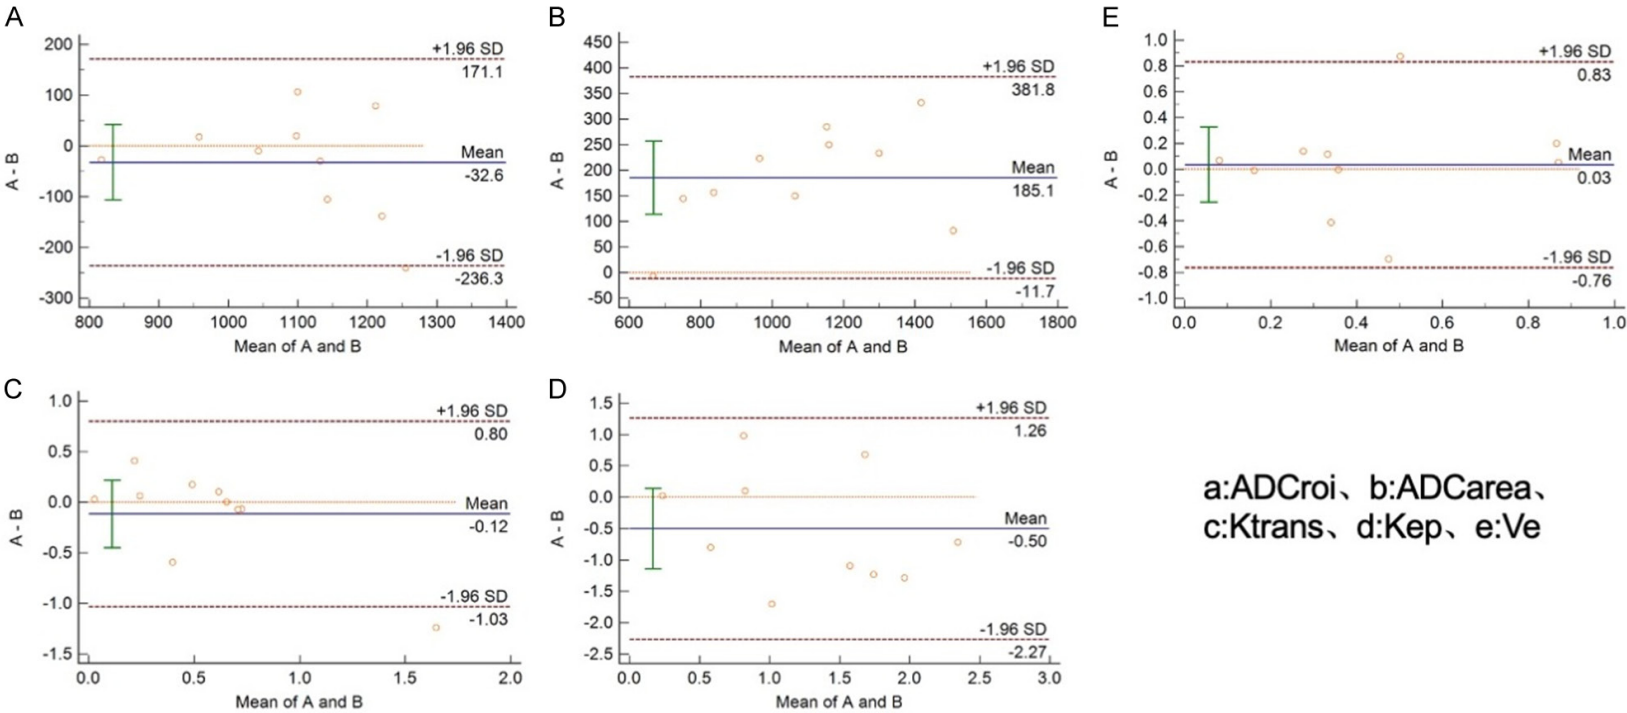 A
200
100
0
-100
-200
-300
A - B
+1.96 SD
171.1
Mean
-32.6
-1.96 SD
-236.3
800 900 1000 1100 1200 1300 1400
Mean of A and B
B
450
400
350
300
250
200
150
100
50
0
-50
A - B
+1.96 SD
381.8
Mean
185.1
-1.96 SD
-11.7
600 800 1000 1200 1400 1600 1800
Mean of A and B
E
1.0
0.8
0.6
0.4
0.2
0.0
-0.2
-0.4
-0.6
-0.8
-1.0
A - B
+1.96 SD
0.83
Mean
0.03
-1.96 SD
-0.76
0.0 0.2 0.4 0.6 0.8 1.0
Mean of A and B
C
1.0
0.5
0.0
-0.5
-1.0
-1.5
A - B
+1.96 SD
0.80
Mean
-0.12
-1.96 SD
-1.03
0.0 0.5 1.0 1.5 2.0
Mean of A and B
D
1.5
1.0
0.5
0.0
-0.5
-1.0
-1.5
-2.0
-2.5
A - B
+1.96 SD
1.26
Mean
-0.50
-1.96 SD
-2.27
0.0 0.5 1.0 1.5 2.0 2.5 3.0
Mean of A and B
a:ADCroi、b:ADCarea、
c:Ktrans、d:Kep、e:Ve